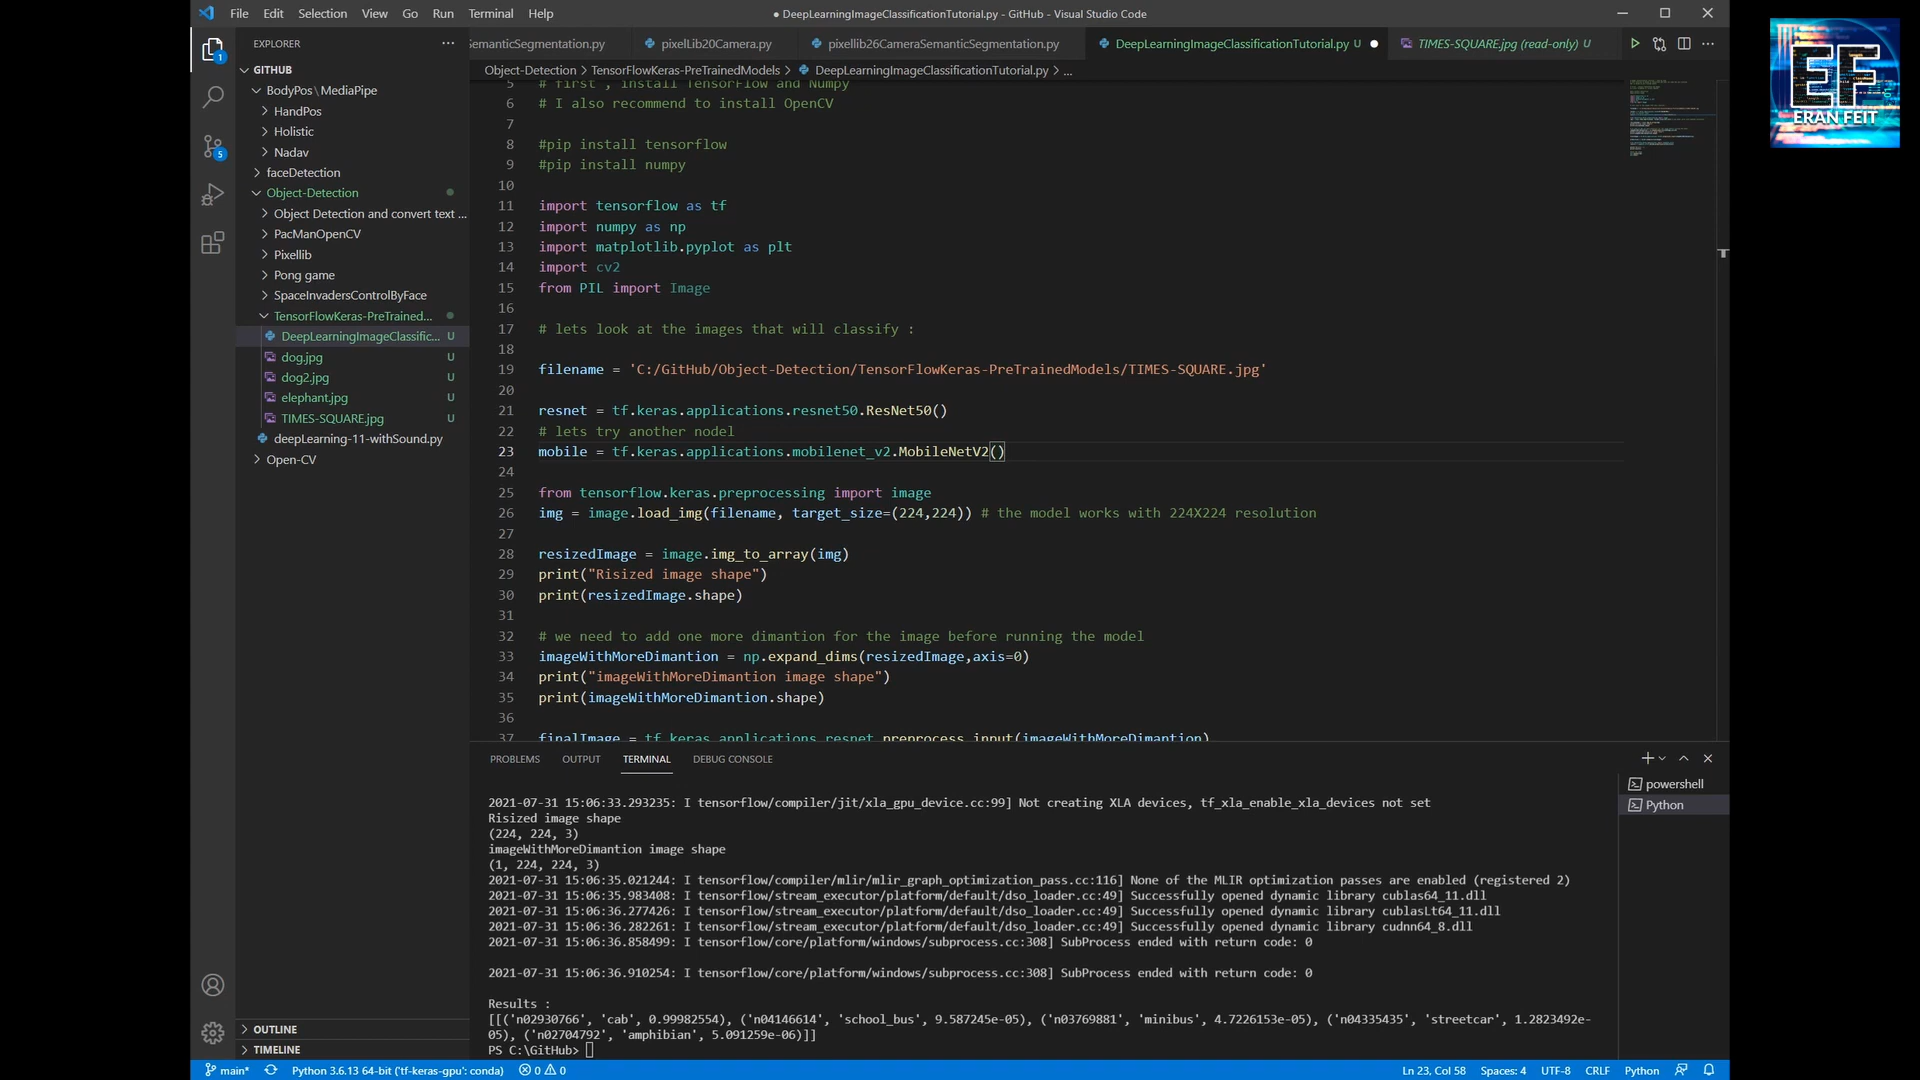 File Edit Selection View Go Run Terminal Help
● DeepLearningImageClassificationTutorial.py - GitHub - Visual Studio Code
EF
ERAN FEIT
EXPLORER
SemanticSegmentation.py pixelLib20Camera.py pixellib26CameraSemanticSegmentation.py DeepLearningImageClassificationTutorial.py U TIMES-SQUARE.jpg (read-only) U
GITHUB
Object-Detection > TensorFlowKeras-PreTrainedModels > DeepLearningImageClassificationTutorial.py > ...
BodyPos\MediaPipe
HandPos
Holistic
Nadav
faceDetection
Object-Detection
Object Detection and convert text ...
PacManOpenCV
Pixellib
Pong game
SpaceInvadersControlByFace
TensorFlowKeras-PreTrained...
DeepLearningImageClassific... U
dog.jpg U
dog2.jpg U
elephant.jpg U
TIMES-SQUARE.jpg U
deepLearning-11-withSound.py
Open-CV
OUTLINE
TIMELINE
1
5
5 # first , install TensorFlow and Numpy
6 # I also recommend to install OpenCV
7
8 #pip install tensorflow
9 #pip install numpy
10
11 import tensorflow as tf
12 import numpy as np
13 import matplotlib.pyplot as plt
14 import cv2
15 from PIL import Image
16
17 # lets look at the images that will classify :
18
19 filename = 'C:/GitHub/Object-Detection/TensorFlowKeras-PreTrainedModels/TIMES-SQUARE.jpg'
20
21 resnet = tf.keras.applications.resnet50.ResNet50()
22 # lets try another nodel
23 mobile = tf.keras.applications.mobilenet_v2.MobileNetV2()
24
25 from tensorflow.keras.preprocessing import image
26 img = image.load_img(filename, target_size=(224,224)) # the model works with 224X224 resolution
27
28 resizedImage = image.img_to_array(img)
29 print("Risized image shape")
30 print(resizedImage.shape)
31
32 # we need to add one more dimantion for the image before running the model
33 imageWithMoreDimantion = np.expand_dims(resizedImage,axis=0)
34 print("imageWithMoreDimantion image shape")
35 print(imageWithMoreDimantion.shape)
36
37 finalImage = tf.keras.applications.resnet.preprocess_input(imageWithMoreDimantion)
PROBLEMS OUTPUT TERMINAL DEBUG CONSOLE
powershell
Python
2021-07-31 15:06:33.293235: I tensorflow/compiler/jit/xla_gpu_device.cc:99] Not creating XLA devices, tf_xla_enable_xla_devices not set
Risized image shape
(224, 224, 3)
imageWithMoreDimantion image shape
(1, 224, 224, 3)
2021-07-31 15:06:35.021244: I tensorflow/compiler/mlir/mlir_graph_optimization_pass.cc:116] None of the MLIR optimization passes are enabled (registered 2)
2021-07-31 15:06:35.983408: I tensorflow/stream_executor/platform/default/dso_loader.cc:49] Successfully opened dynamic library cublas64_11.dll
2021-07-31 15:06:36.277426: I tensorflow/stream_executor/platform/default/dso_loader.cc:49] Successfully opened dynamic library cublasLt64_11.dll
2021-07-31 15:06:36.282261: I tensorflow/stream_executor/platform/default/dso_loader.cc:49] Successfully opened dynamic library cudnn64_8.dll
2021-07-31 15:06:36.858499: I tensorflow/core/platform/windows/subprocess.cc:308] SubProcess ended with return code: 0
2021-07-31 15:06:36.910254: I tensorflow/core/platform/windows/subprocess.cc:308] SubProcess ended with return code: 0
Results :
[[('n02930766', 'cab', 0.99982554), ('n04146614', 'school_bus', 9.587245e-05), ('n03769881', 'minibus', 4.7226153e-05), ('n04335435', 'streetcar', 1.2823492e-
05), ('n02704792', 'amphibian', 5.091259e-06)]]
PS C:\GitHub>
main* Python 3.6.13 64-bit ('tf-keras-gpu': conda) 0 0 Ln 23, Col 58 Spaces: 4 UTF-8 CRLF Python